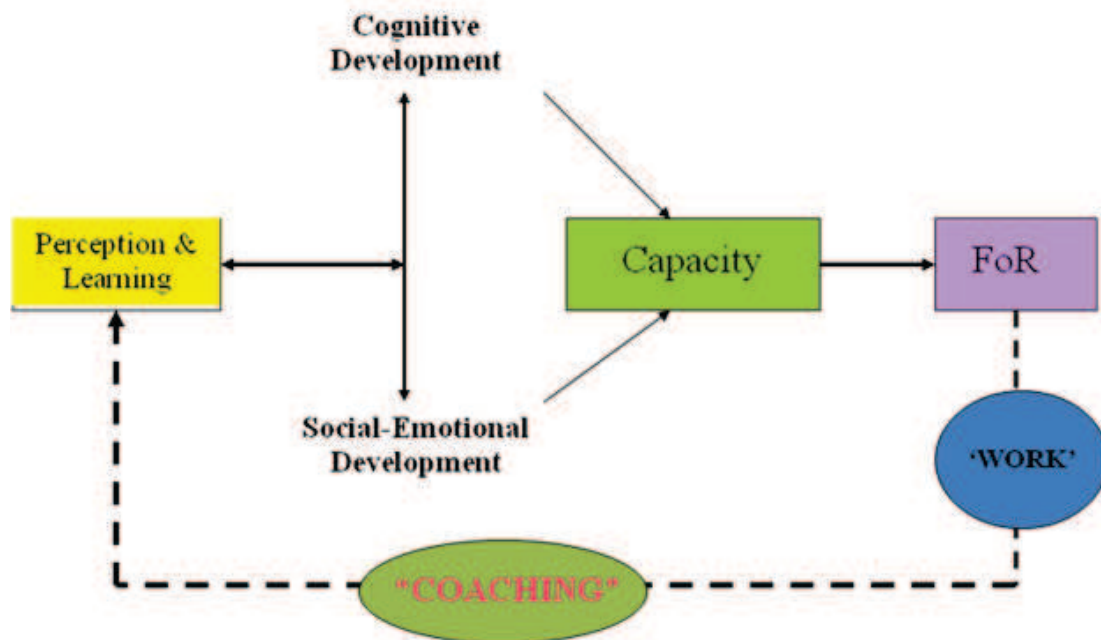 Cognitive
Development
Perception &
Learning
Capacity
FoR
Social-Emotional
Development
‘WORK’
"COACHING"